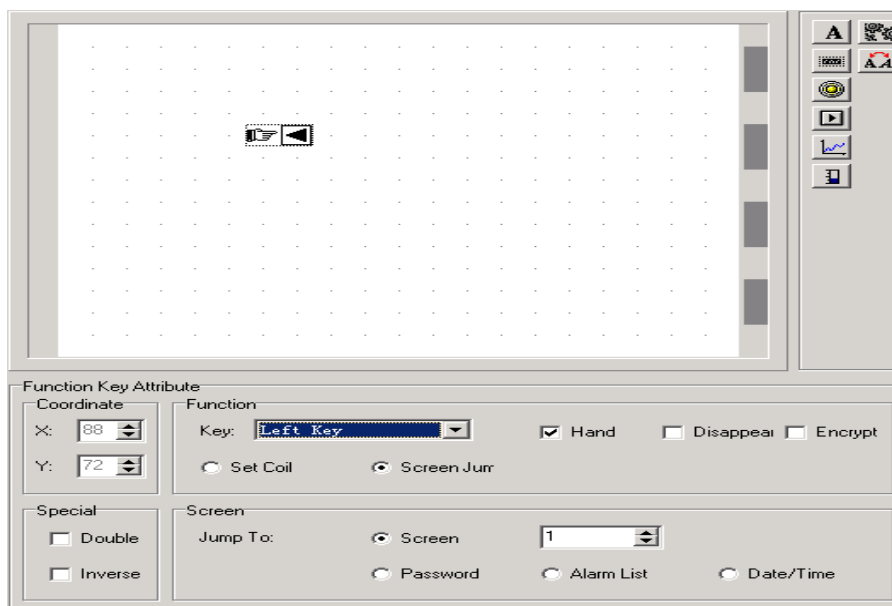 A
A A
Function Key Attribute
Coordinate
Function
X: 88
Key: Left Key
Hand
Disappear
Encrypt
Y: 72
Set Coil
Screen Jum
Special
Screen
Double
Jump To:
Screen
1
Inverse
Password
Alarm List
Date/Time